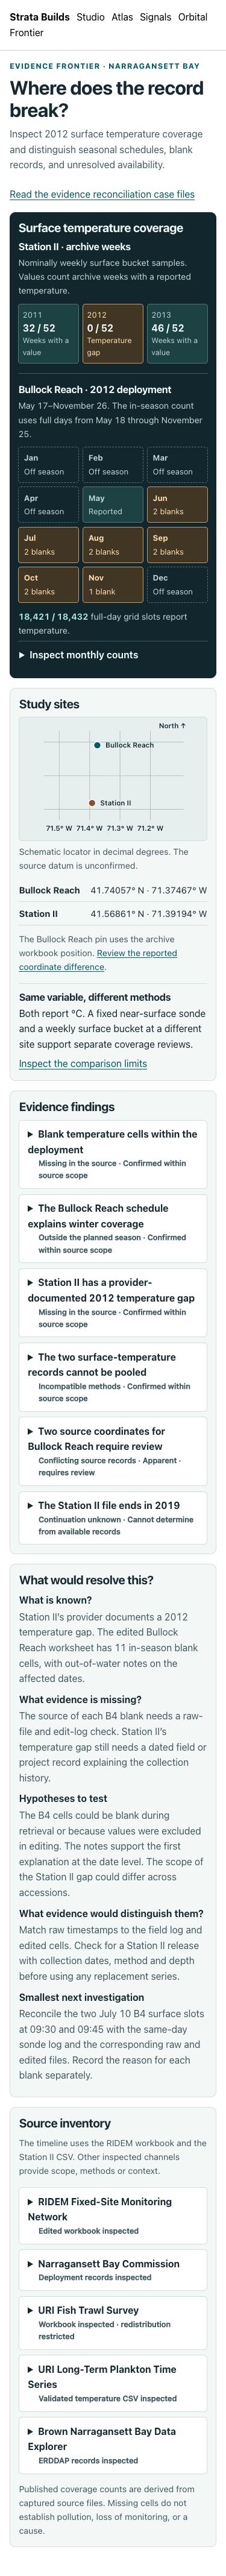 Strata Builds Studio Atlas Signals Orbital
Frontier
EVIDENCE FRONTIER · NARRAGANSETT BAY
Where does the record
break?
Inspect 2012 surface temperature coverage
and distinguish seasonal schedules, blank
records, and unresolved availability.
Read the evidence reconciliation case files
Surface temperature coverage
Station II · archive weeks
Nominally weekly surface bucket samples.
Values count archive weeks with a reported
temperature.
2011
32 / 52
Weeks with a
value
2012
0 / 52
Temperature
gap
2013
46 / 52
Weeks with a
value
Bullock Reach · 2012 deployment
May 17–November 26. The in-season count
uses full days from May 18 through November
25.
Jan
Off season
Feb
Off season
Mar
Off season
Apr
Off season
May
Reported
Jun
2 blanks
Jul
2 blanks
Aug
2 blanks
Sep
2 blanks
Oct
2 blanks
Nov
1 blank
Dec
Off season
18,421 / 18,432 full-day grid slots report
temperature.
▶ Inspect monthly counts
Study sites
North ↑
Bullock Reach
Station II
71.5° W 71.4° W 71.3° W 71.2° W
Schematic locator in decimal degrees. The
source datum is unconfirmed.
Bullock Reach 41.74057° N · 71.37467° W
Station II 41.56861° N · 71.39194° W
The Bullock Reach pin uses the archive
workbook position. Review the reported
coordinate difference.
Same variable, different methods
Both report °C. A fixed near-surface sonde
and a weekly surface bucket at a different
site support separate coverage reviews.
Inspect the comparison limits
Evidence findings
▶ Blank temperature cells within the
deployment
Missing in the source · Confirmed within
source scope
▶ The Bullock Reach schedule
explains winter coverage
Outside the planned season · Confirmed
within source scope
▶ Station II has a provider-
documented 2012 temperature gap
Missing in the source · Confirmed within
source scope
▶ The two surface-temperature
records cannot be pooled
Incompatible methods · Confirmed within
source scope
▶ Two source coordinates for
Bullock Reach require review
Conflicting source records · Apparent ·
requires review
▶ The Station II file ends in 2019
Continuation unknown · Cannot determine
from available records
What would resolve this?
What is known?
Station II's provider documents a 2012
temperature gap. The edited Bullock
Reach worksheet has 11 in-season blank
cells, with out-of-water notes on the
affected dates.
What evidence is missing?
The source of each B4 blank needs a raw-
file and edit-log check. Station II's
temperature gap still needs a dated field or
project record explaining the collection
history.
Hypotheses to test
The B4 cells could be blank during
retrieval or because values were excluded
in editing. The notes support the first
explanation at the date level. The scope of
the Station II gap could differ across
accessions.
What evidence would distinguish them?
Match raw timestamps to the field log and
edited cells. Check for a Station II release
with collection dates, method and depth
before using any replacement series.
Smallest next investigation
Reconcile the two July 10 B4 surface slots
at 09:30 and 09:45 with the same-day
sonde log and the corresponding raw and
edited files. Record the reason for each
blank separately.
Source inventory
The timeline uses the RIDEM workbook and the
Station II CSV. Other inspected channels
provide scope, methods or context.
▶ RIDEM Fixed-Site Monitoring
Network
Edited workbook inspected
▶ Narragansett Bay Commission
Deployment records inspected
▶ URI Fish Trawl Survey
Workbook inspected · redistribution
restricted
▶ URI Long-Term Plankton Time
Series
Validated temperature CSV inspected
▶ Brown Narragansett Bay Data
Explorer
ERDDAP records inspected
Published coverage counts are derived from
captured source files. Missing cells do not
establish pollution, loss of monitoring, or a
cause.